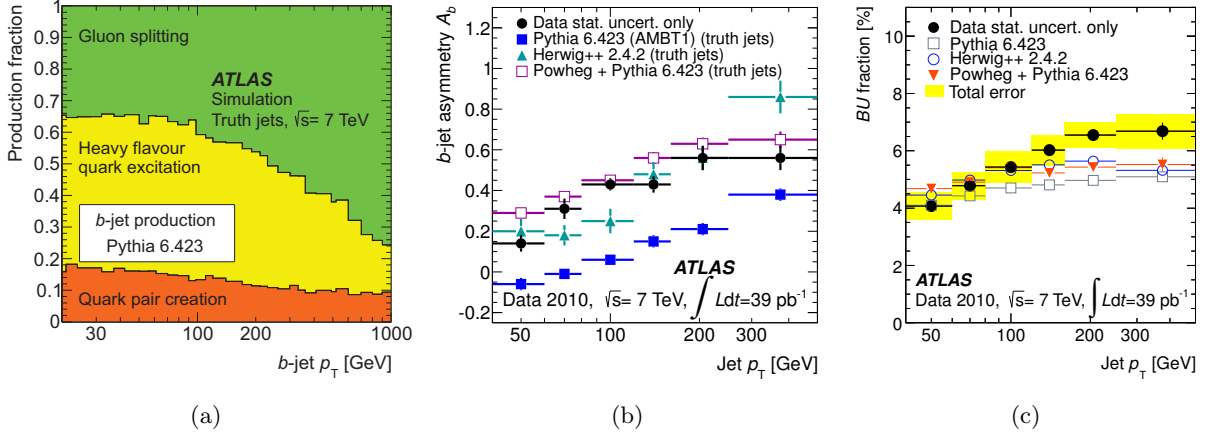 Production fraction
1
0.9
0.8
0.7
0.6
0.5
0.4
0.3
0.2
0.1
0
Gluon splitting
ATLAS
Simulation
Truth jets, √s= 7 TeV
Heavy flavour
quark excitation
b-jet production
Pythia 6.423
Quark pair creation
30
100
200
1000
b-jet pT [GeV]
(a)
b-jet asymmetry Ab
1.2
1
0.8
0.6
0.4
0.2
0
-0.2
Data stat. uncert. only
Pythia 6.423 (AMBT1) (truth jets)
Herwig++ 2.4.2 (truth jets)
Powheg + Pythia 6.423 (truth jets)
ATLAS
Data 2010, √s= 7 TeV, ∫ Ldt=39 pb-1
50
100
200
300
Jet pT [GeV]
(b)
BU fraction [%]
10
8
6
4
2
0
Data stat. uncert. only
Pythia 6.423
Herwig++ 2.4.2
Powheg + Pythia 6.423
Total error
ATLAS
Data 2010, √s= 7 TeV, ∫ Ldt=39 pb-1
50
100
200
300
Jet pT [GeV]
(c)